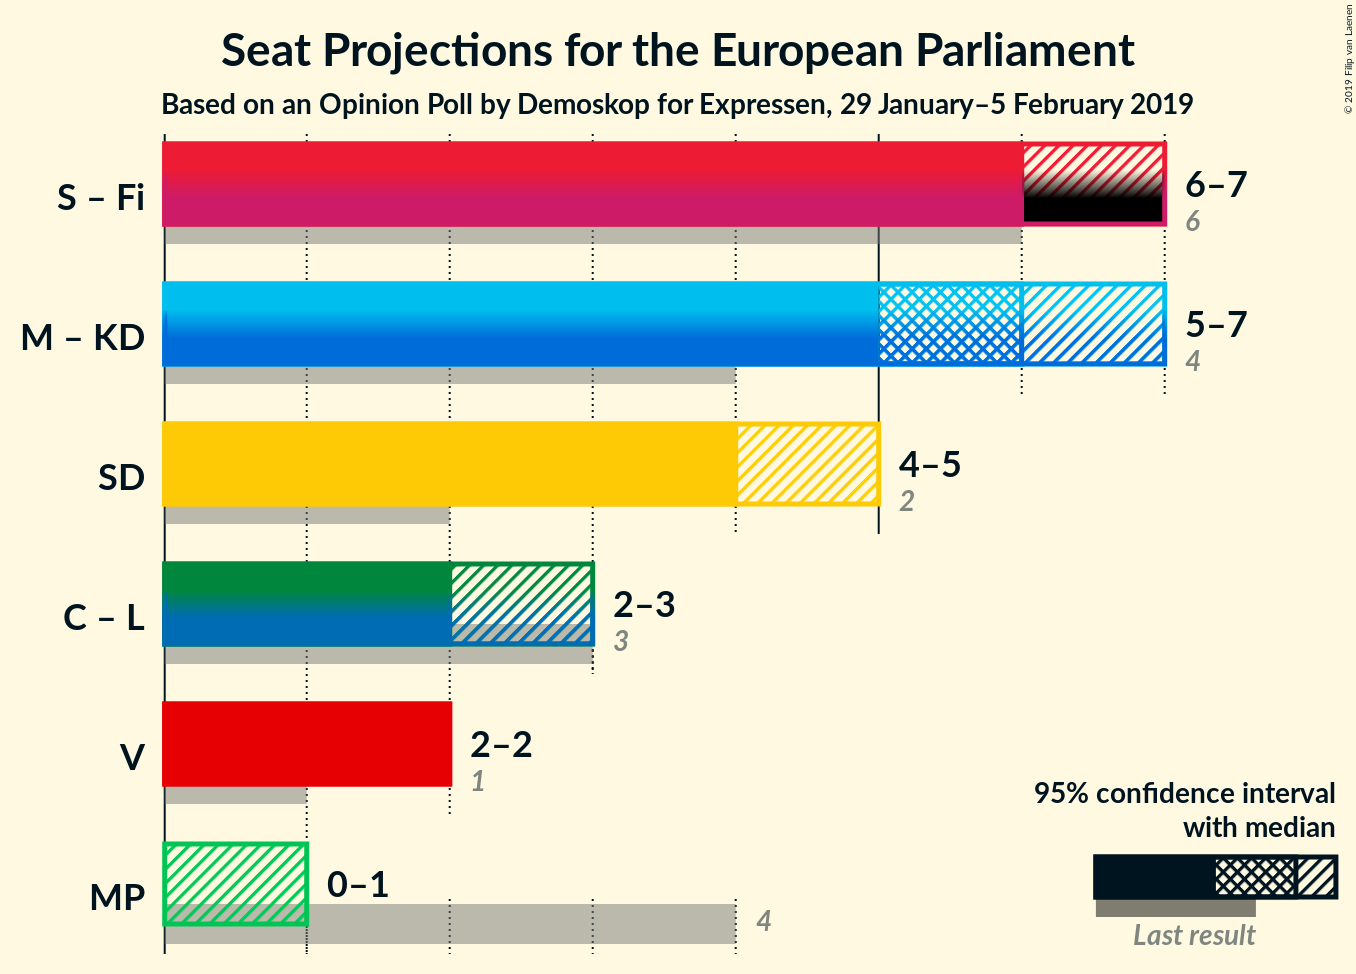 Seat Projections for the European Parliament
Based on an Opinion Poll by Demoskop for Expressen, 29 January–5 February 2019
© 2019 Filip van Laenen
S – Fi
6–7
6
M – KD
5–7
4
SD
4–5
2
C – L
2–3
3
V
2–2
1
MP
0–1
4
95% confidence interval
with median
Last result